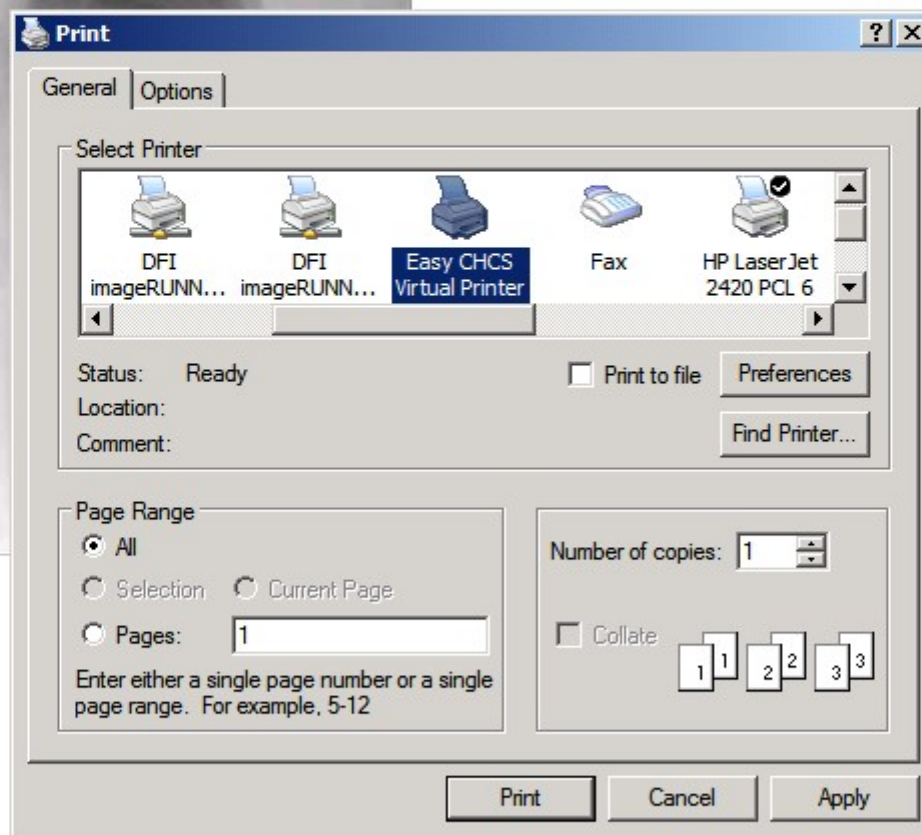 Print
General Options
Select Printer
DFI imageRUNN...
DFI imageRUNN...
Easy CHCS Virtual Printer
Fax
HP LaserJet 2420 PCL 6
Status: Ready
Print to file
Preferences
Location:
Comment:
Find Printer...
Page Range
All
Selection Current Page
Pages: 1
Enter either a single page number or a single
page range. For example, 5-12
Number of copies: 1
Collate
1 1 2 2 3 3
Print Cancel Apply